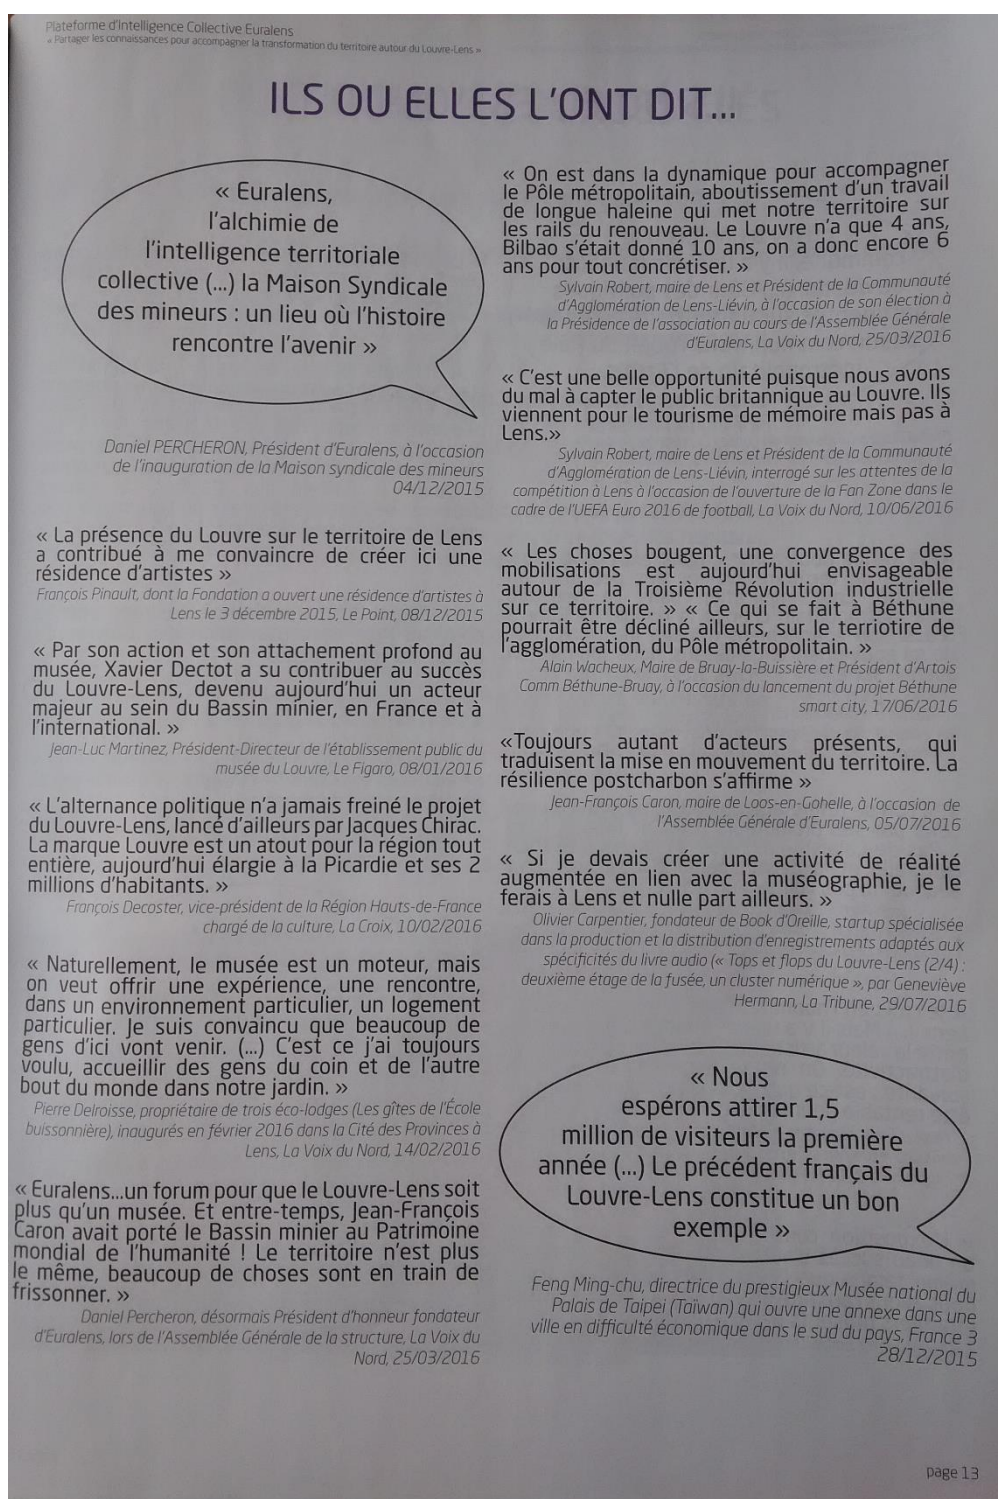 Plateforme d'Intelligence Collective Euralens
« Partager les connaissances pour accompagner la transformation du territoire autour du Louvre-Lens »
ILS OU ELLES L'ONT DIT...
« Euralens,
l'alchimie de
l'intelligence territoriale
collective (...) la Maison Syndicale
des mineurs : un lieu où l'histoire
rencontre l'avenir »
Daniel PERCHERON, Président d'Euralens, à l'occasion
de l'inauguration de la Maison syndicale des mineurs
04/12/2015
« La présence du Louvre sur le territoire de Lens
a contribué à me convaincre de créer ici une
résidence d'artistes »
François Pinault, dont la Fondation a ouvert une résidence d'artistes à
Lens le 3 décembre 2015, Le Point, 08/12/2015
« Par son action et son attachement profond au
musée, Xavier Dectot a su contribuer au succès
du Louvre-Lens, devenu aujourd'hui un acteur
majeur au sein du Bassin minier, en France et à
l'international. »
Jean-Luc Martinez, Président-Directeur de l'établissement public du
musée du Louvre, Le Figaro, 08/01/2016
« L'alternance politique n'a jamais freiné le projet
du Louvre-Lens, lancé d'ailleurs par Jacques Chirac.
La marque Louvre est un atout pour la région tout
entière, aujourd'hui élargie à la Picardie et ses 2
millions d'habitants. »
François Decoster, vice-président de la Région Hauts-de-France
chargé de la culture, La Croix, 10/02/2016
« Naturellement, le musée est un moteur, mais
on veut offrir une expérience, une rencontre,
dans un environnement particulier, un logement
particulier. Je suis convaincu que beaucoup de
gens d'ici vont venir. (...) C'est ce j'ai toujours
voulu, accueillir des gens du coin et de l'autre
bout du monde dans notre jardin. »
Pierre Delroisse, propriétaire de trois éco-lodges (Les gîtes de l'École
buissonnière), inaugurés en février 2016 dans la Cité des Provinces à
Lens, La Voix du Nord, 14/02/2016
« Euralens...un forum pour que le Louvre-Lens soit
plus qu'un musée. Et entre-temps, Jean-François
Caron avait porté le Bassin minier au Patrimoine
mondial de l'humanité ! Le territoire n'est plus
le même, beaucoup de choses sont en train de
frissonner. »
Daniel Percheron, désormais Président d'honneur fondateur
d'Euralens, lors de l'Assemblée Générale de la structure, La Voix du
Nord, 25/03/2016
« On est dans la dynamique pour accompagner
le Pôle métropolitain, aboutissement d'un travail
de longue haleine qui met notre territoire sur
les rails du renouveau. Le Louvre n'a que 4 ans,
Bilbao s'était donné 10 ans, on a donc encore 6
ans pour tout concrétiser. »
Sylvain Robert, maire de Lens et Président de la Communauté
d'Agglomération de Lens-Liévin, à l'occasion de son élection à
la Présidence de l'association au cours de l'Assemblée Générale
d'Euralens, La Voix du Nord, 25/03/2016
« C'est une belle opportunité puisque nous avons
du mal à capter le public britannique au Louvre. Ils
viennent pour le tourisme de mémoire mais pas à
Lens.»
Sylvain Robert, maire de Lens et Président de la Communauté
d'Agglomération de Lens-Liévin, interrogé sur les attentes de la
compétition à Lens à l'occasion de l'ouverture de la Fan Zone dans le
cadre de l'UEFA Euro 2016 de football, La Voix du Nord, 10/06/2016
« Les choses bougent, une convergence des
mobilisations est aujourd'hui envisageable
autour de la Troisième Révolution industrielle
sur ce territoire. » « Ce qui se fait à Béthune
pourrait être décliné ailleurs, sur le terriotire de
l'agglomération, du Pôle métropolitain. »
Alain Wacheux, Maire de Bruay-la-Buissière et Président d'Artois
Comm Béthune-Bruay, à l'occasion du lancement du projet Béthune
smart city, 17/06/2016
«Toujours autant d'acteurs présents, qui
traduisent la mise en mouvement du territoire. La
résilience postcharbon s'affirme »
Jean-François Caron, maire de Loos-en-Gohelle, à l'occasion de
l'Assemblée Générale d'Euralens, 05/07/2016
« Si je devais créer une activité de réalité
augmentée en lien avec la muséographie, je le
ferais à Lens et nulle part ailleurs. »
Olivier Carpentier, fondateur de Book d'Oreille, startup spécialisée
dans la production et la distribution d'enregistrements adaptés aux
spécificités du livre audio (« Tops et flops du Louvre-Lens (2/4) :
deuxième étage de la fusée, un cluster numérique », par Geneviève
Hermann, La Tribune, 29/07/2016
« Nous
espérons attirer 1,5
million de visiteurs la première
année (...) Le précédent français du
Louvre-Lens constitue un bon
exemple »
Feng Ming-chu, directrice du prestigieux Musée national du
Palais de Taipei (Taïwan) qui ouvre une annexe dans une
ville en difficulté économique dans le sud du pays, France 3
28/12/2015
page 13